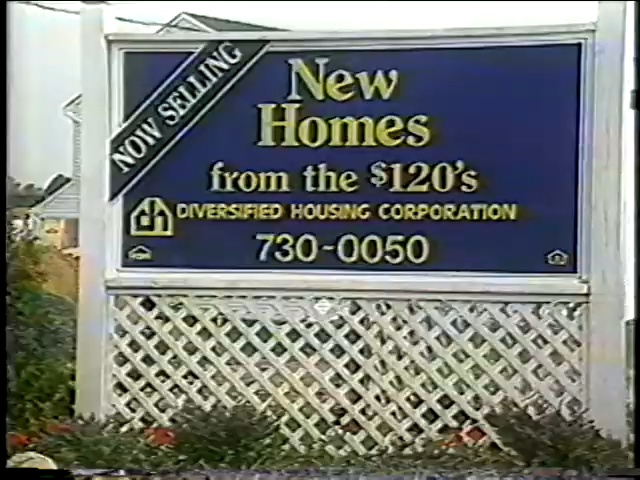 NOW SELLING
New
Homes
from the $120's
DIVERSIFIED HOUSING CORPORATION
730-0050